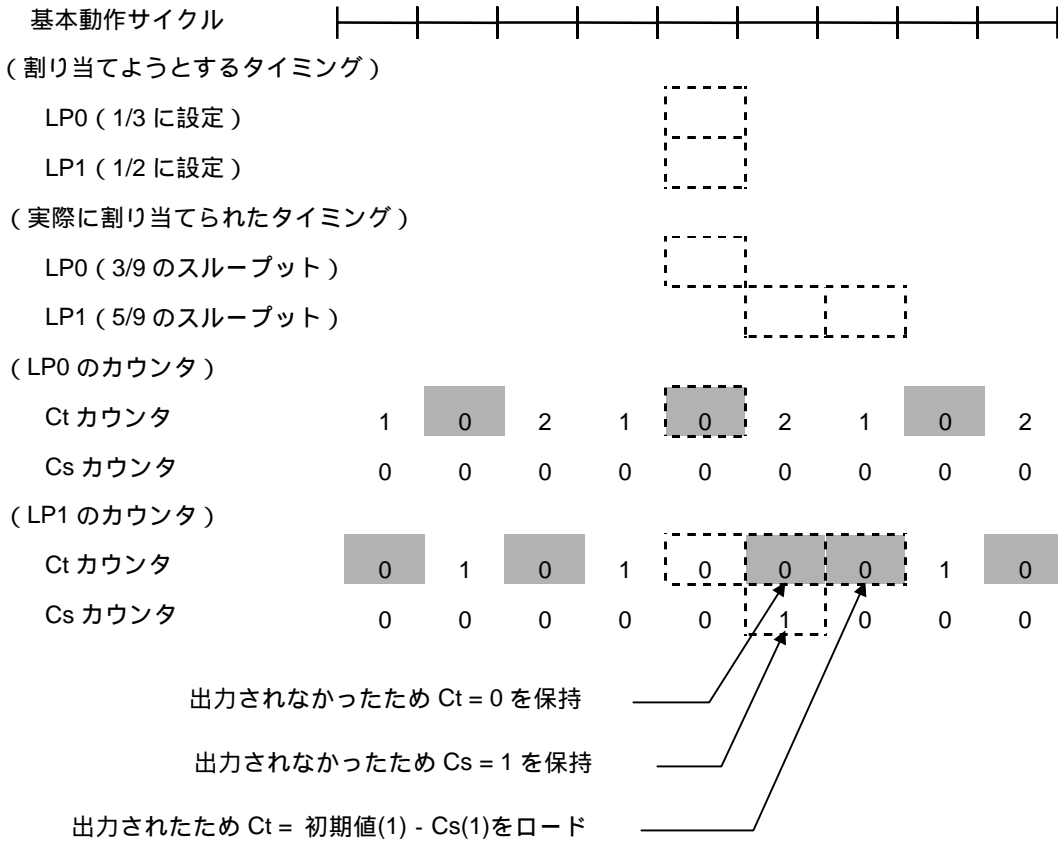 基本動作サイクル
(割り当てようとするタイミング)
LP0(1/3 に設定)
LP1(1/2 に設定)
(実際に割り当てられたタイミング)
LP0(3/9 のスループット)
LP1(5/9 のスループット)
(LP0 のカウンタ)
Ct カウンタ 1 0 2 1 0 2 1 0 2
Cs カウンタ 0 0 0 0 0 0 0 0 0
(LP1 のカウンタ)
Ct カウンタ 0 1 0 1 0 0 0 1 0
Cs カウンタ 0 0 0 0 0 1 0 0 0
出力されなかったため Ct = 0 を保持
出力されなかったため Cs = 1 を保持
出力されたため Ct = 初期値(1) - Cs(1)をロード